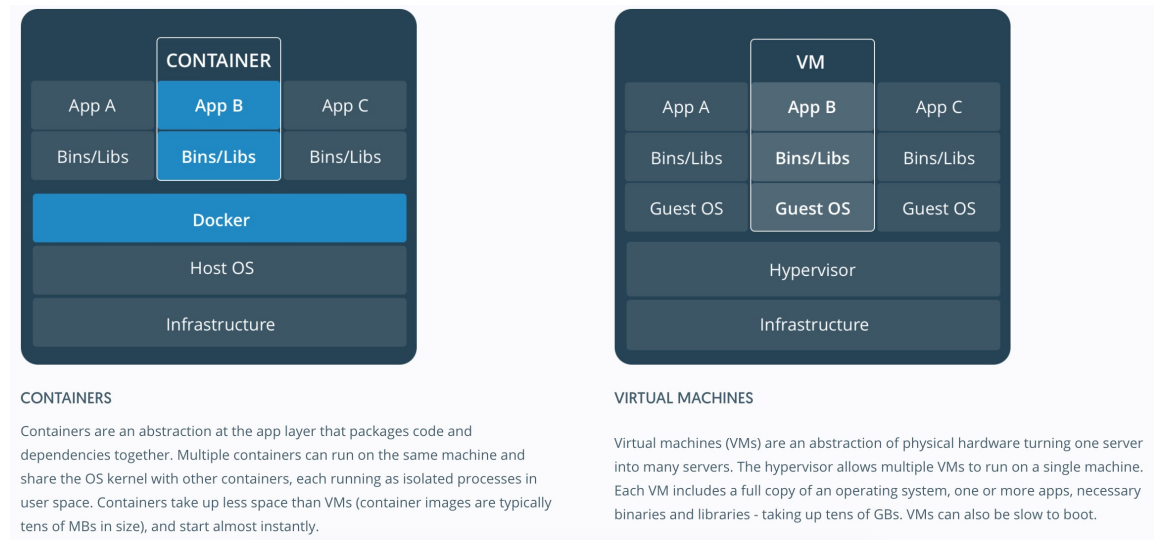 CONTAINER
App A
App B
App C
Bins/Libs
Bins/Libs
Bins/Libs
Docker
Host OS
Infrastructure
CONTAINERS
Containers are an abstraction at the app layer that packages code and
dependencies together. Multiple containers can run on the same machine and
share the OS kernel with other containers, each running as isolated processes in
user space. Containers take up less space than VMs (container images are typically
tens of MBs in size), and start almost instantly.
VM
App A
App B
App C
Bins/Libs
Bins/Libs
Bins/Libs
Guest OS
Guest OS
Guest OS
Hypervisor
Infrastructure
VIRTUAL MACHINES
Virtual machines (VMs) are an abstraction of physical hardware turning one server
into many servers. The hypervisor allows multiple VMs to run on a single machine.
Each VM includes a full copy of an operating system, one or more apps, necessary
binaries and libraries - taking up tens of GBs. VMs can also be slow to boot.